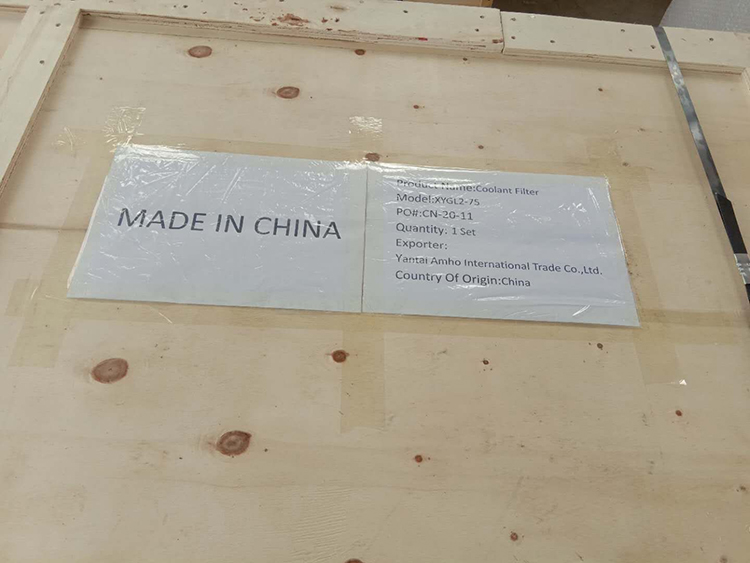 MADE IN CHINA
Product Name:Coolant Filter
Model:XYGL2-75
PO#:CN-20-11
Quantity: 1 Set
Exporter:
Yantai Amho International Trade Co.,Ltd.
Country Of Origin:China